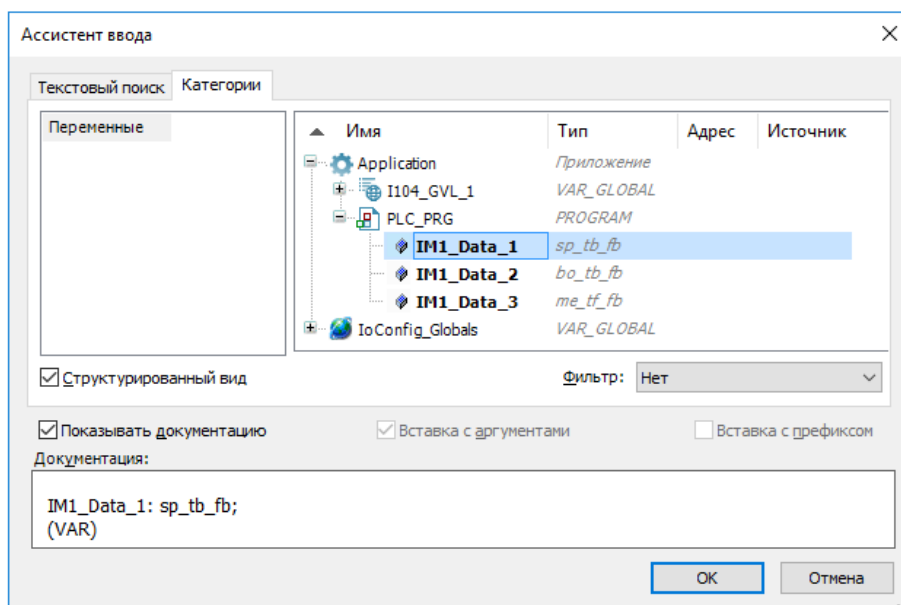 Ассистент ввода
Текстовый поиск Категории
Переменные
Имя Тип Адрес Источник
Application Приложение
I104_GVL_1 VAR_GLOBAL
PLC_PRG PROGRAM
IM1_Data_1 sp_tb_fb
IM1_Data_2 bo_tb_fb
IM1_Data_3 me_tf_fb
IoConfig_Globals VAR_GLOBAL
Структурированный вид Фильтр: Нет
Показывать документацию Вставка с аргументами Вставка с префиксом
Документация:
IM1_Data_1: sp_tb_fb;
(VAR)
OK Отмена